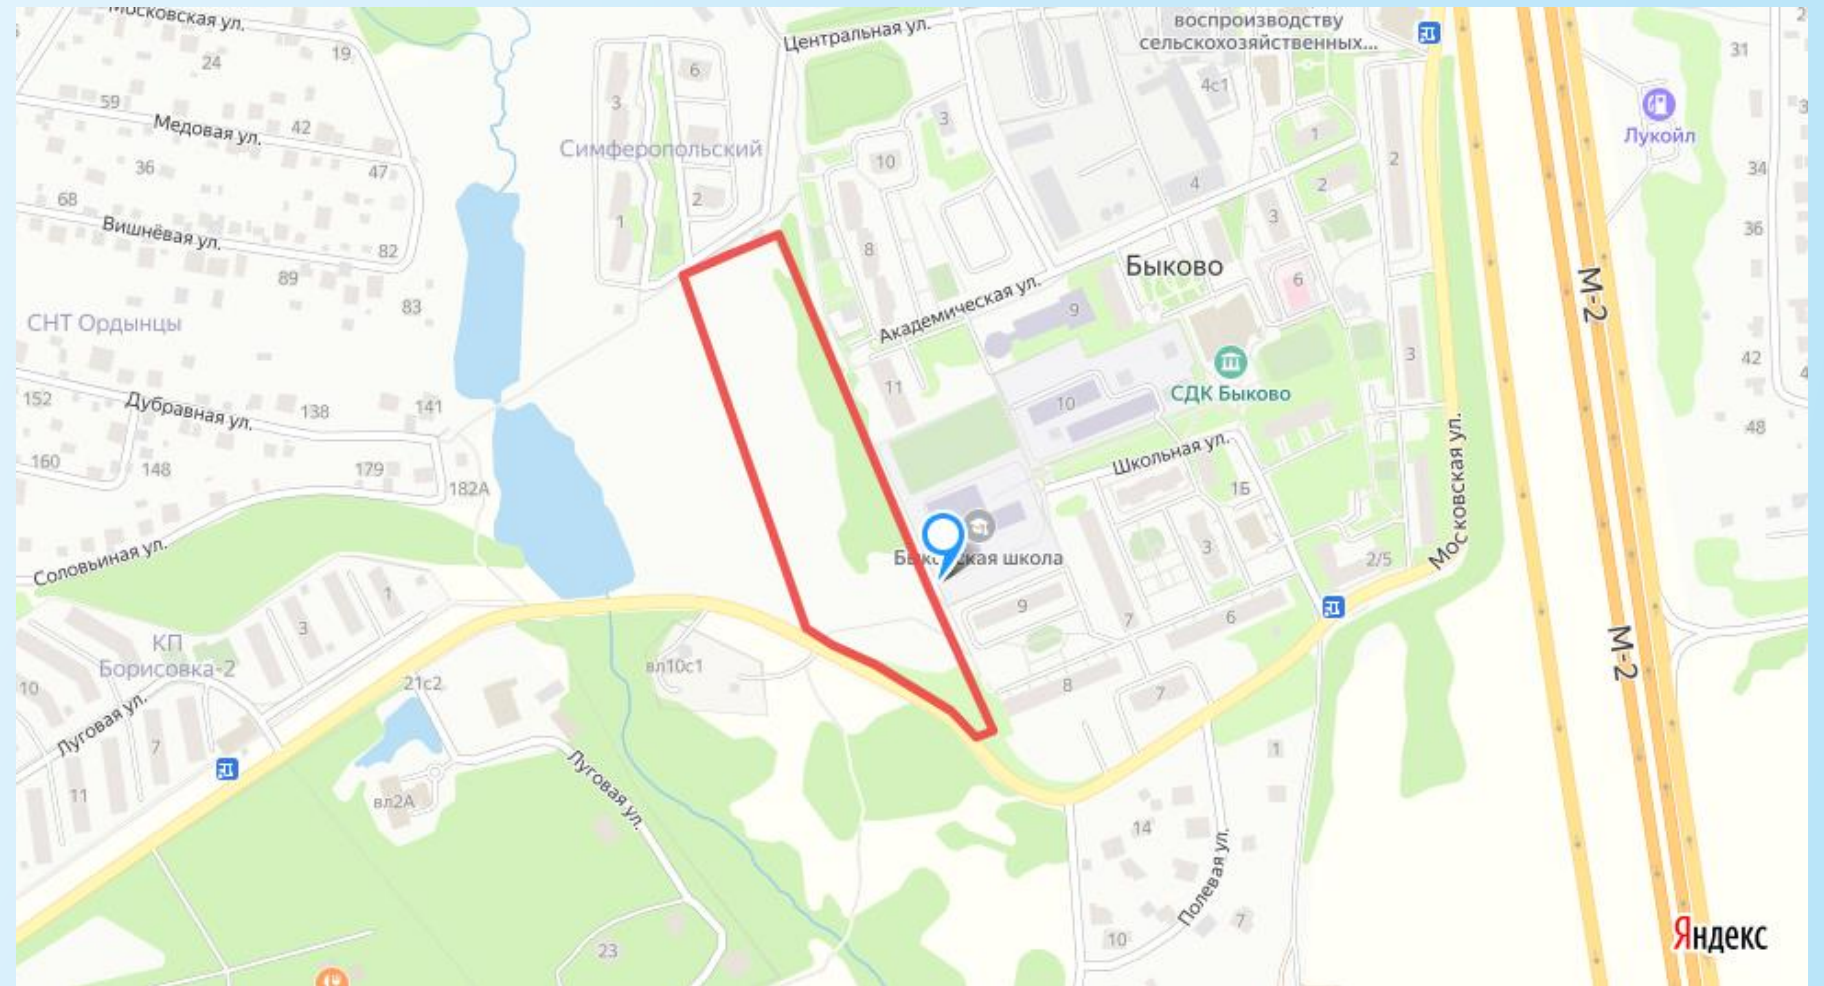 Московская ул.
19
24
59
Медовая ул.
42
47
36
68
Вишнёвая ул.
82
89
83
СНТ Ордынцы
152
Дубравная ул.
138
141
160
148
179
182А
Соловьиная ул.
КП
Борисовка-2
1
3
10
Луговая ул.
7
11
21с2
вл2А
Луговая ул.
23
вл10с1
Симферопольский
3
6
2
1
Центральная ул.
3
10
8
воспроизводству
сельскохозяйственных...
4с1
4
1
2
2
3
6
Быково
Академическая ул.
9
11
10
СДК Быково
3
Школьная ул.
1Б
3
2/5
Московская ул.
Быковская школа
9
7
6
8
7
1
14
Полевая ул.
7
10
М-2
М-2
Лукойл
31
34
36
42
48
Яндекс